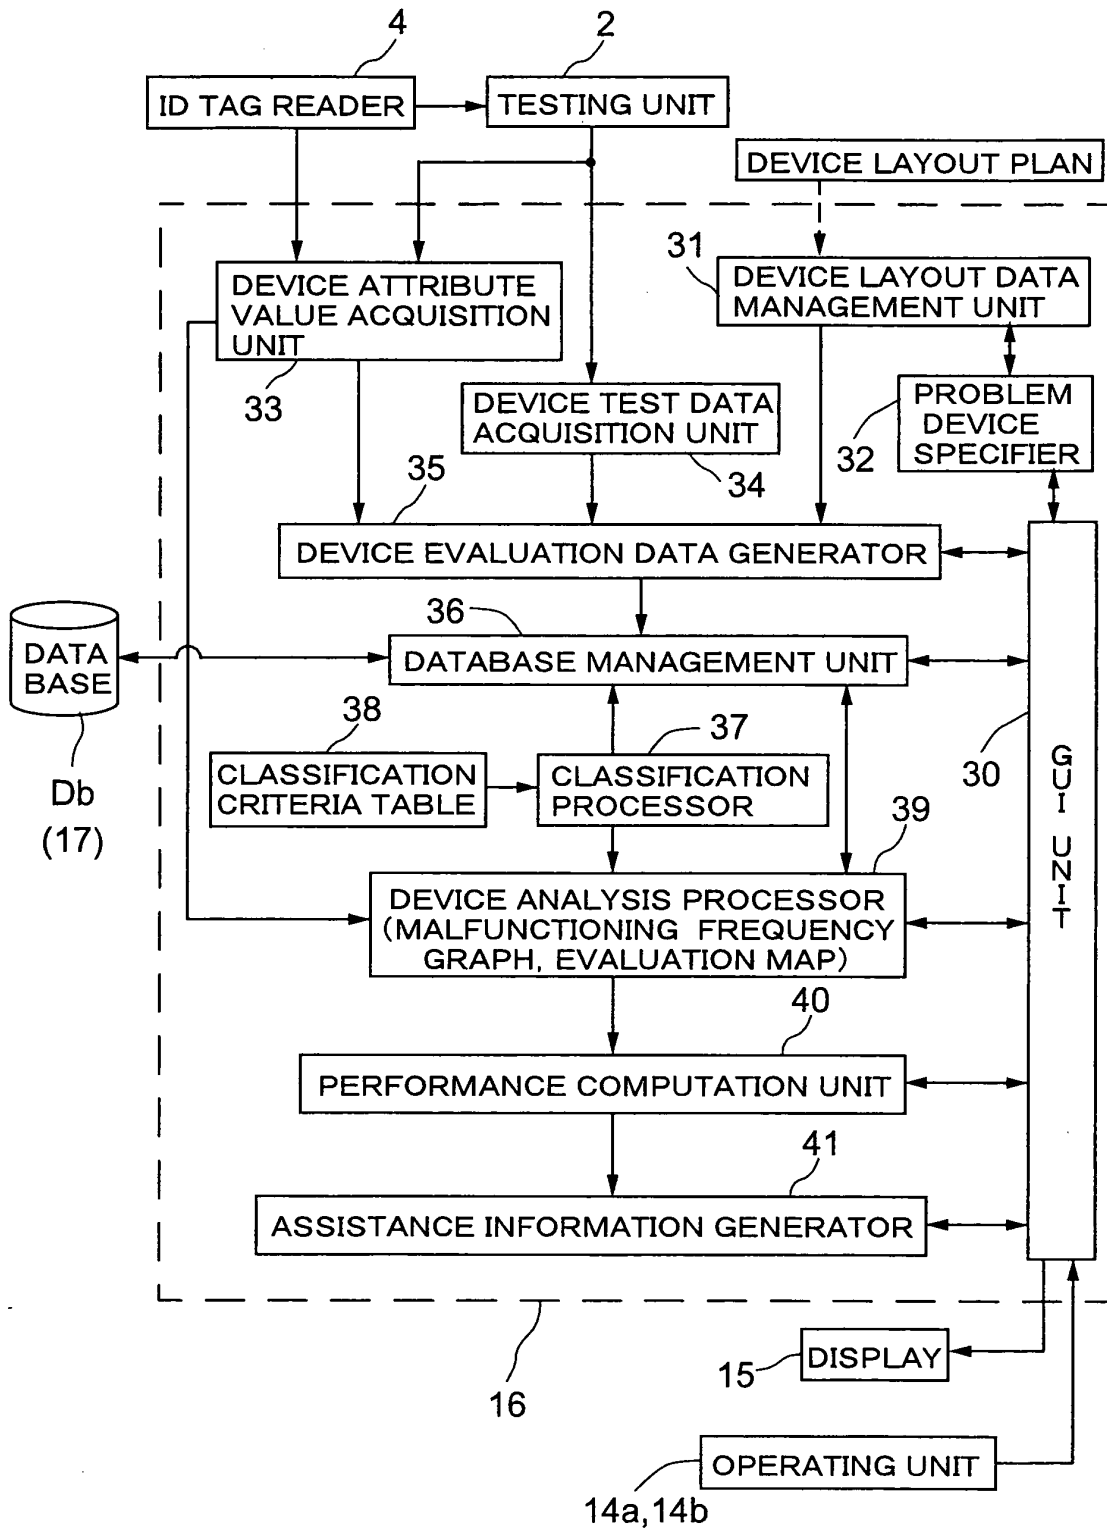 4
2
ID TAG READER
TESTING UNIT
DEVICE LAYOUT PLAN
31
DEVICE ATTRIBUTE
VALUE ACQUISITION
UNIT
33
DEVICE LAYOUT DATA
MANAGEMENT UNIT
DEVICE TEST DATA
ACQUISITION UNIT
34
PROBLEM
DEVICE
SPECIFIER
32
35
DEVICE EVALUATION DATA GENERATOR
36
DATA
BASE
Db
(17)
DATABASE MANAGEMENT UNIT
38
37
CLASSIFICATION
CRITERIA TABLE
CLASSIFICATION
PROCESSOR
30
GUI UNIT
39
DEVICE ANALYSIS PROCESSOR
(MALFUNCTIONING FREQUENCY
GRAPH, EVALUATION MAP)
40
PERFORMANCE COMPUTATION UNIT
41
ASSISTANCE INFORMATION GENERATOR
16
15
DISPLAY
OPERATING UNIT
14a,14b